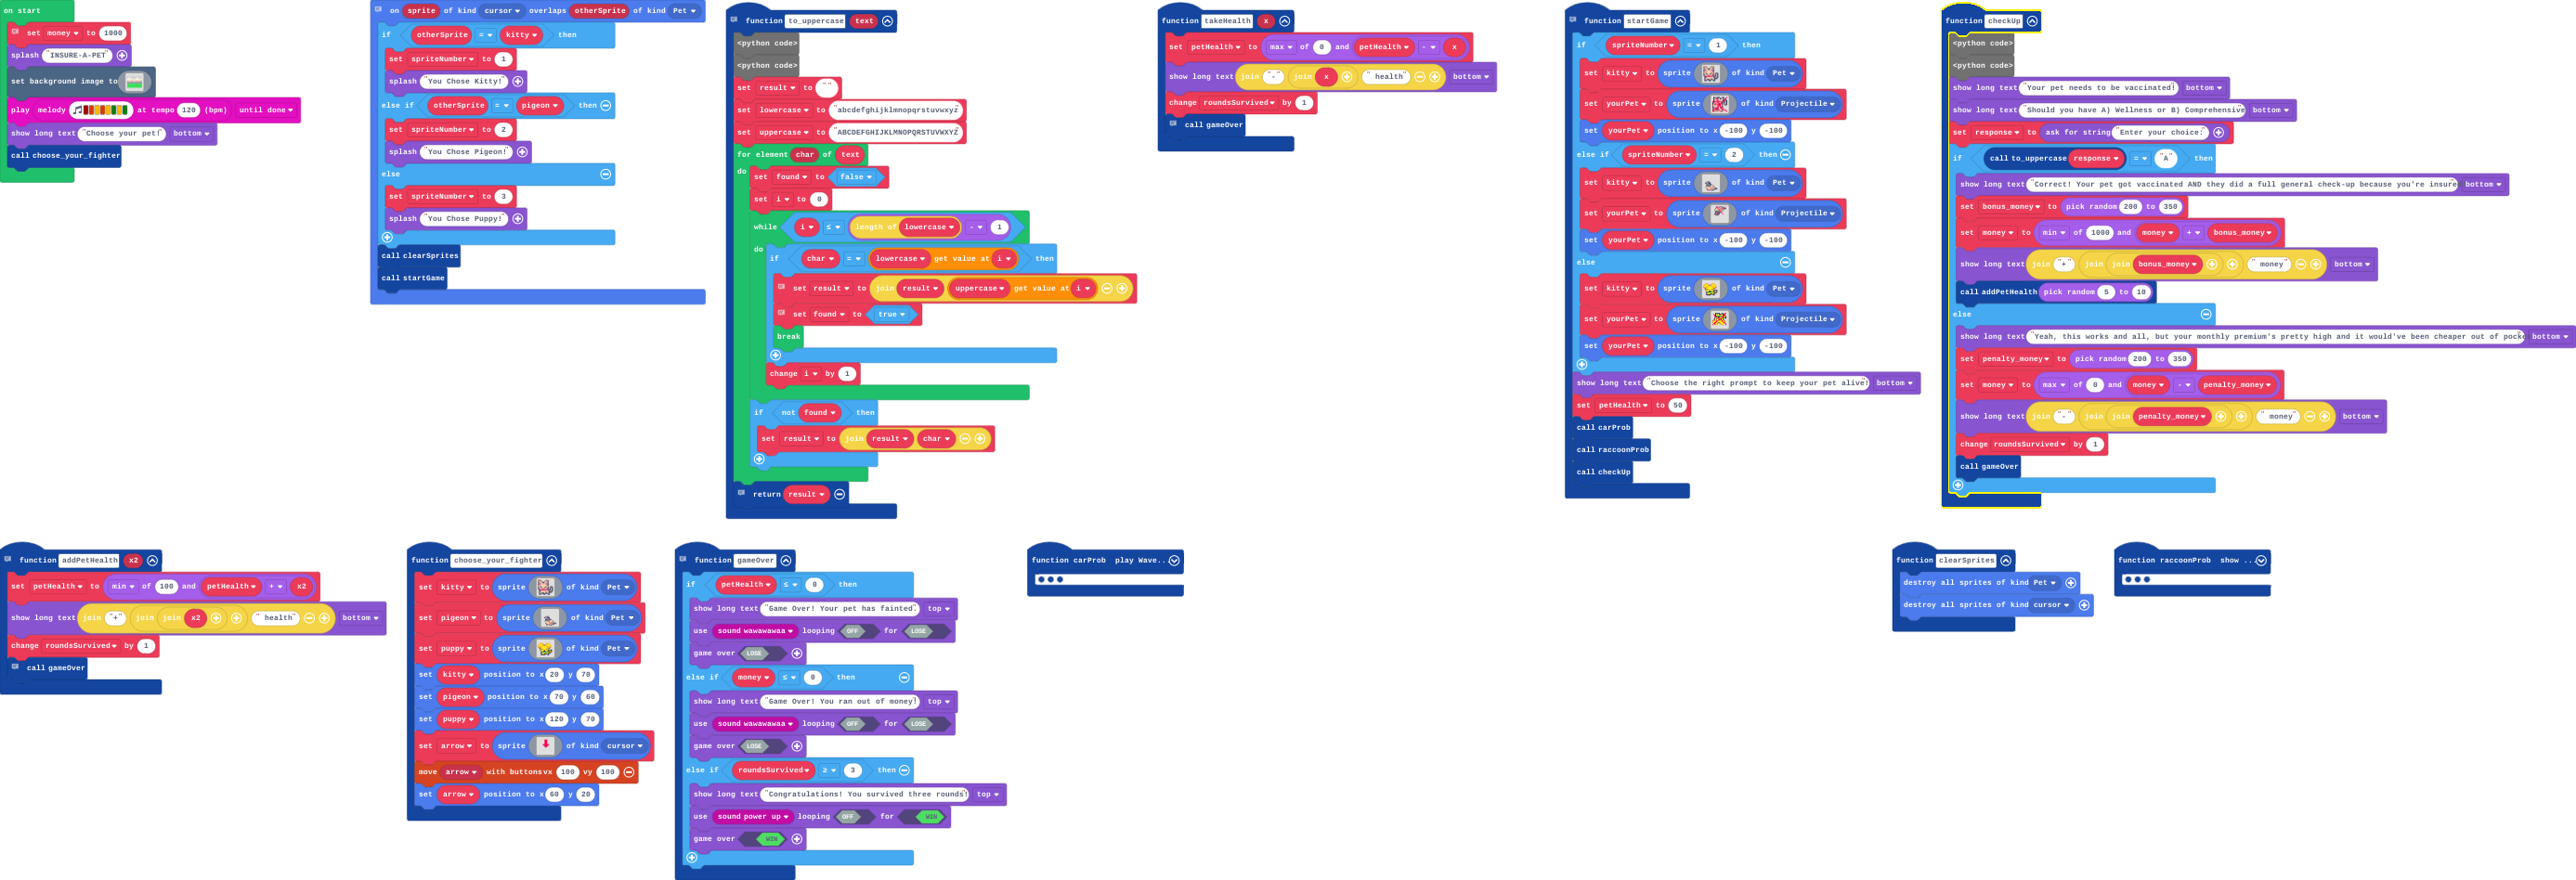 on start
set money to 1000
splash "INSURE-A-PET"
set background image to
play melody at tempo 120 (bpm) until done
show long text "Choose your pet!" bottom
call choose_your_fighter
on sprite of kind cursor overlaps otherSprite of kind Pet
if otherSprite = kitty then
set spriteNumber to 1
splash "You Chose Kitty!"
else if otherSprite = pigeon then
set spriteNumber to 2
splash "You Chose Pigeon!"
else
set spriteNumber to 3
splash "You Chose Puppy!"
call clearSprites
call startGame
function to_uppercase text
<python code>
<python code>
set result to ""
set lowercase to "abcdefghijklmnopqrstuvwxyz"
set uppercase to "ABCDEFGHIJKLMNOPQRSTUVWXYZ"
for element char of text
do set found to false
set i to 0
while i ≤ length of lowercase - 1
do if char = lowercase get value at i then
set result to join result uppercase get value at i
set found to true
break
change i by 1
if not found then
set result to join result char
return result
function takeHealth x
set petHealth to max of 0 and petHealth - x
show long text join "-" join x " health" bottom
change roundsSurvived by 1
call gameOver
function startGame
if spriteNumber = 1 then
set kitty to sprite of kind Pet
set yourPet to sprite of kind Projectile
set yourPet position to x -100 y -100
else if spriteNumber = 2 then
set kitty to sprite of kind Pet
set yourPet to sprite of kind Projectile
set yourPet position to x -100 y -100
else
set kitty to sprite of kind Pet
set yourPet to sprite of kind Projectile
set yourPet position to x -100 y -100
show long text "Choose the right prompt to keep your pet alive!" bottom
set petHealth to 50
call carProb
call raccoonProb
call checkUp
function checkUp
<python code>
<python code>
show long text "Your pet needs to be vaccinated!" bottom
show long text "Should you have A) Wellness or B) Comprehensive bottom
set response to ask for string "Enter your choice:"
if call to_uppercase response = "A" then
show long text "Correct! Your pet got vaccinated AND they did a full general check-up because you're insure bottom
set bonus_money to pick random 200 to 350
set money to min of 1000 and money + bonus_money
show long text join "+" join join bonus_money " money" bottom
call addPetHealth pick random 5 to 10
else
show long text "Yeah, this works and all, but your monthly premium's pretty high and it would've been cheaper out of pock bottom
set penalty_money to pick random 200 to 350
set money to max of 0 and money - penalty_money
show long text join "-" join join penalty_money " money" bottom
change roundsSurvived by 1
call gameOver
function addPetHealth x2
set petHealth to min of 100 and petHealth + x2
show long text join "+" join join x2 " health" bottom
change roundsSurvived by 1
call gameOver
function choose_your_fighter
set kitty to sprite of kind Pet
set pigeon to sprite of kind Pet
set puppy to sprite of kind Pet
set kitty position to x 20 y 70
set pigeon position to x 70 y 60
set puppy position to x 120 y 70
set arrow to sprite of kind cursor
move arrow with buttons vx 100 vy 100
set arrow position to x 60 y 20
function gameOver
if petHealth ≤ 0 then
show long text "Game Over! Your pet has fainted." top
use sound wawawawaa looping OFF for LOSE
game over LOSE
else if money ≤ 0 then
show long text "Game Over! You ran out of money!" top
use sound wawawawaa looping OFF for LOSE
game over LOSE
else if roundsSurvived ≥ 3 then
show long text "Congratulations! You survived three rounds!" top
use sound power up looping OFF for WIN
game over WIN
function carProb play Wave...
function clearSprites
destroy all sprites of kind Pet
destroy all sprites of kind cursor
function raccoonProb show ...